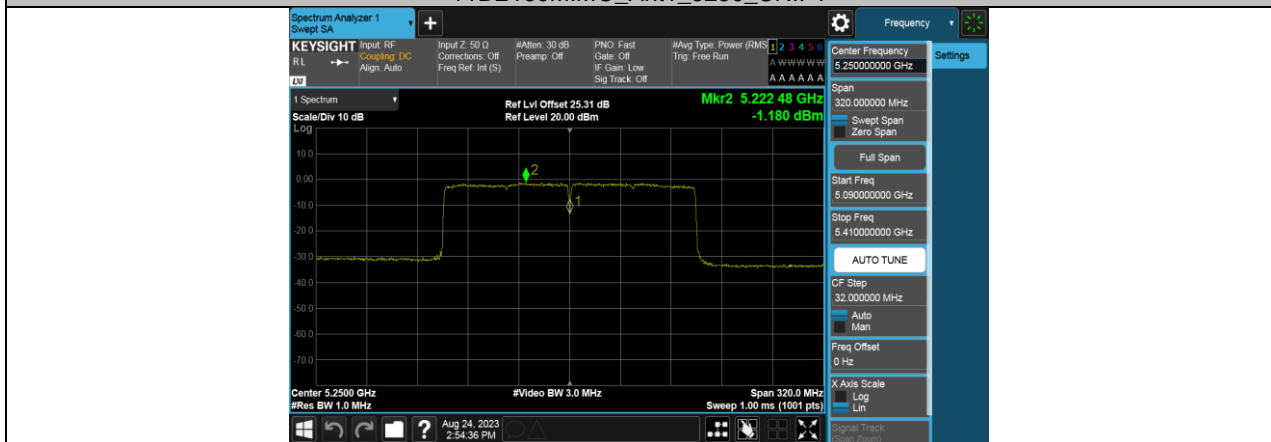 Spectrum Analyzer 1
Swept SA
+
Frequency
KEYSIGHT
RL
LXI
Input: RF
Coupling: DC
Align: Auto
Input Z: 50 Ω
Corrections: Off
Freq Ref: Int (S)
#Atten: 30 dB
Preamp: Off
PNO: Fast
Gate: Off
IF Gain: Low
Sig Track: Off
#Avg Type: Power (RMS
Trig: Free Run
1 2 3 4 5 6
A W W W W W
A A A A A A
1 Spectrum
Scale/Div 10 dB
Log
Ref Lvl Offset 25.31 dB
Ref Level 20.00 dBm
Mkr2 5.222 48 GHz
-1.180 dBm
10.0
0.00
-10.0
-20.0
-30.0
-40.0
-50.0
-60.0
-70.0
2
1
Center 5.2500 GHz
#Res BW 1.0 MHz
#Video BW 3.0 MHz
Span 320.0 MHz
Sweep 1.00 ms (1001 pts)
?
Aug 24, 2023
2:54:36 PM
Center Frequency
5.250000000 GHz
Span
320.000000 MHz
Swept Span
Zero Span
Full Span
Start Freq
5.090000000 GHz
Stop Freq
5.410000000 GHz
AUTO TUNE
CF Step
32.000000 MHz
Auto
Man
Freq Offset
0 Hz
X Axis Scale
Log
Lin
Signal Track
(Span Zoom)
Settings